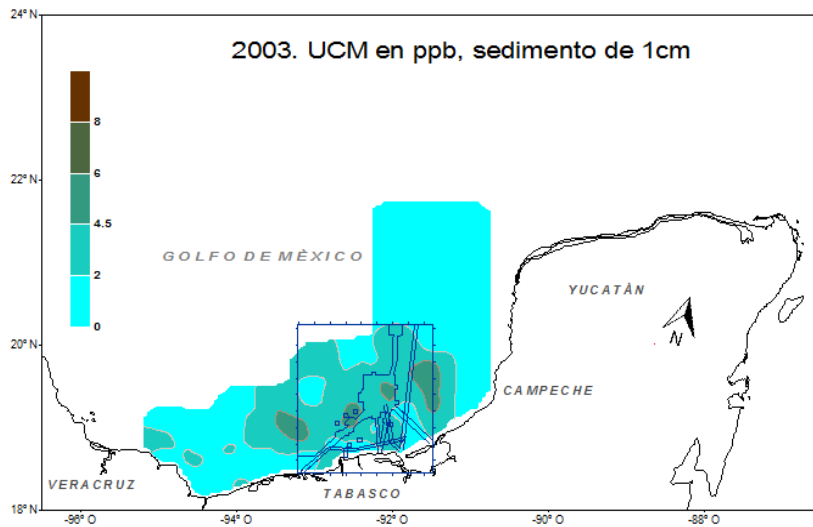 24° N
2003. UCM en ppb, sedimento de 1cm
8
6
4.5
2
0
22° N
GOLFO DE MÈXICO
YUCATÀN
N
20° N
CAMPECHE
VERACRUZ
TABASCO
18° N
-96° O
-94° O
-92° O
-90° O
-88° O